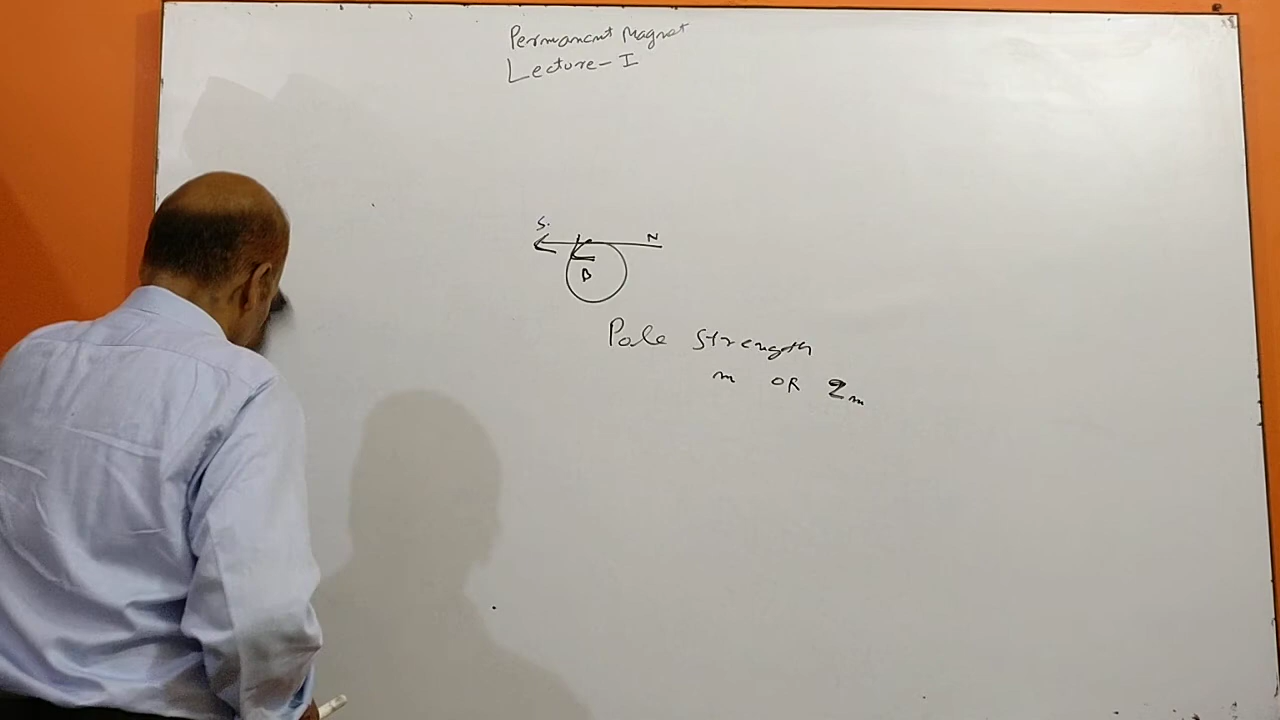 Permanent Magnet
Lecture-I
S. N
B
Pole Strength
m OR qm